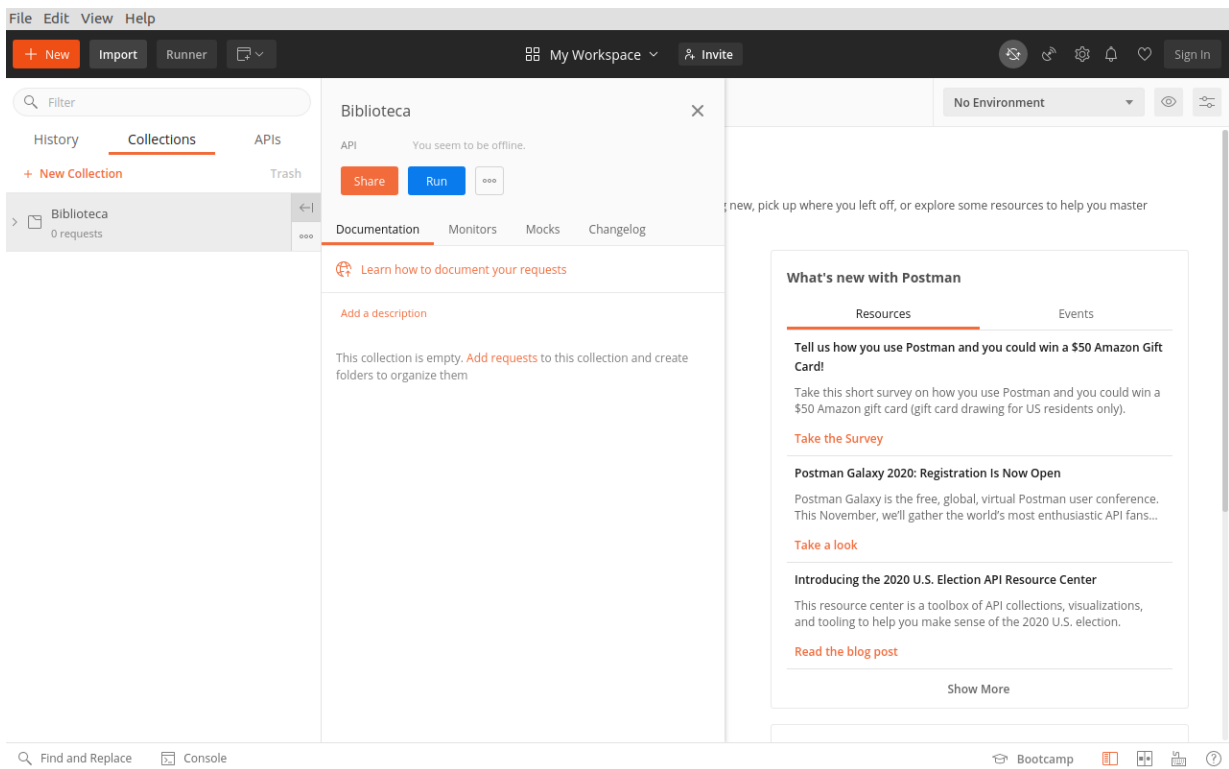 File Edit View Help
+ New Import Runner My Workspace Invite Sign In
Filter
History Collections APIs
+ New Collection Trash
Biblioteca
0 requests
Biblioteca
API You seem to be offline.
Share Run
Documentation Monitors Mocks Changelog
Learn how to document your requests
Add a description
This collection is empty. Add requests to this collection and create
folders to organize them
No Environment
new, pick up where you left off, or explore some resources to help you master
What's new with Postman
Resources Events
Tell us how you use Postman and you could win a $50 Amazon Gift
Card!
Take this short survey on how you use Postman and you could win a
$50 Amazon gift card (gift card drawing for US residents only).
Take the Survey
Postman Galaxy 2020: Registration Is Now Open
Postman Galaxy is the free, global, virtual Postman user conference.
This November, we'll gather the world's most enthusiastic API fans...
Take a look
Introducing the 2020 U.S. Election API Resource Center
This resource center is a toolbox of API collections, visualizations,
and tooling to help you make sense of the 2020 U.S. election.
Read the blog post
Show More
Find and Replace Console Bootcamp